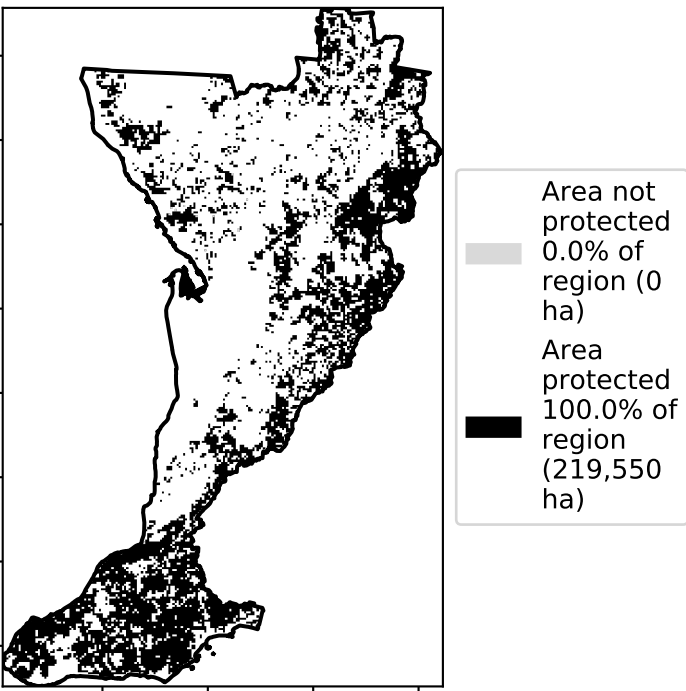 Area not
protected
0.0% of
region (0
ha)
Area
protected
100.0% of
region
(219,550
ha)